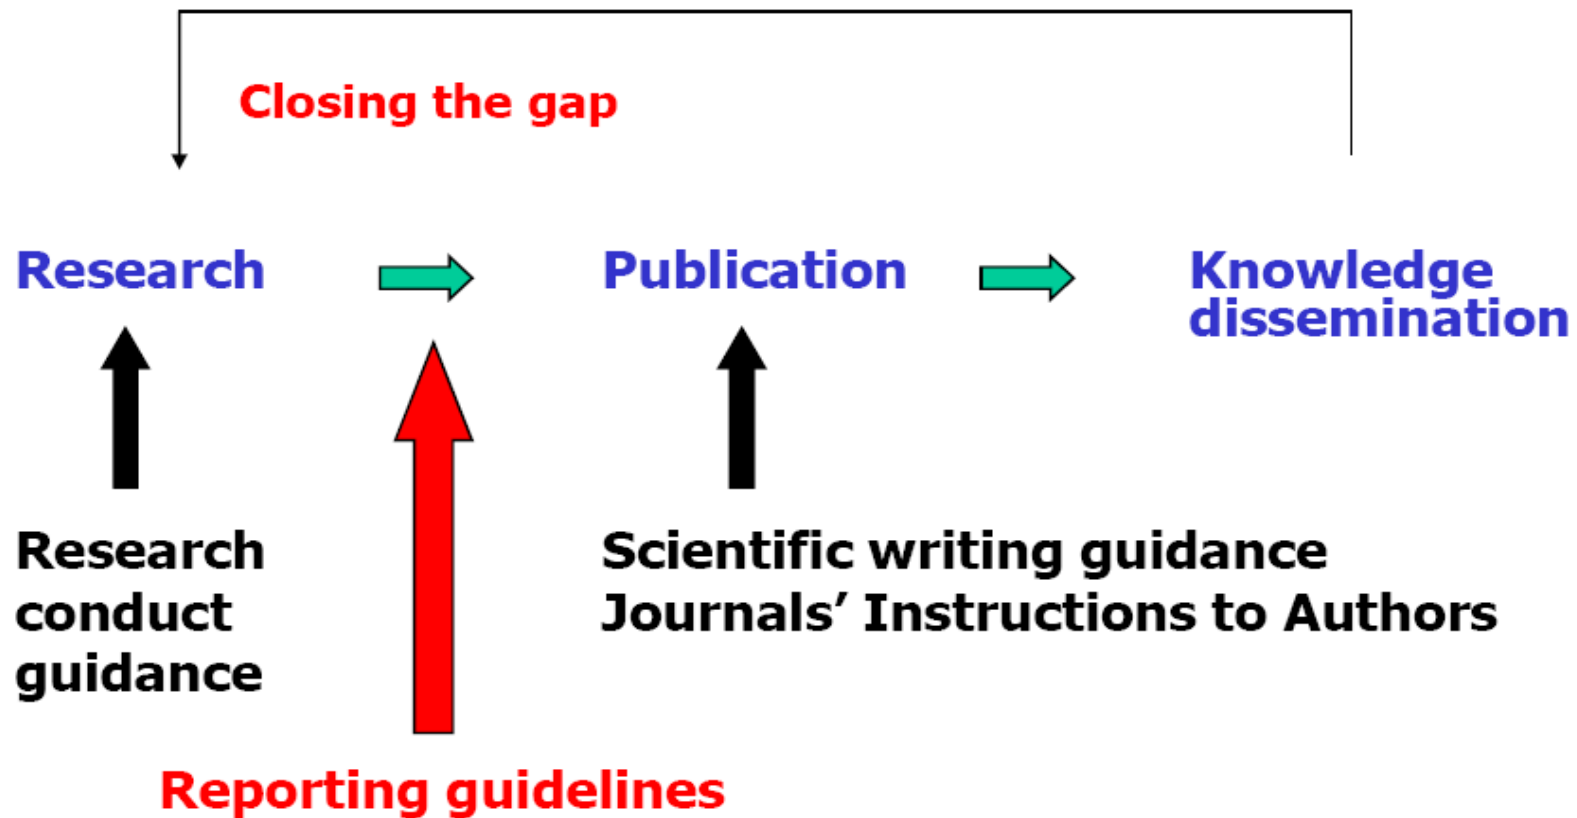 Closing the gap
Research
Publication
Knowledge
dissemination
Research
conduct
guidance
Scientific writing guidance
Journals’ Instructions to Authors
Reporting guidelines